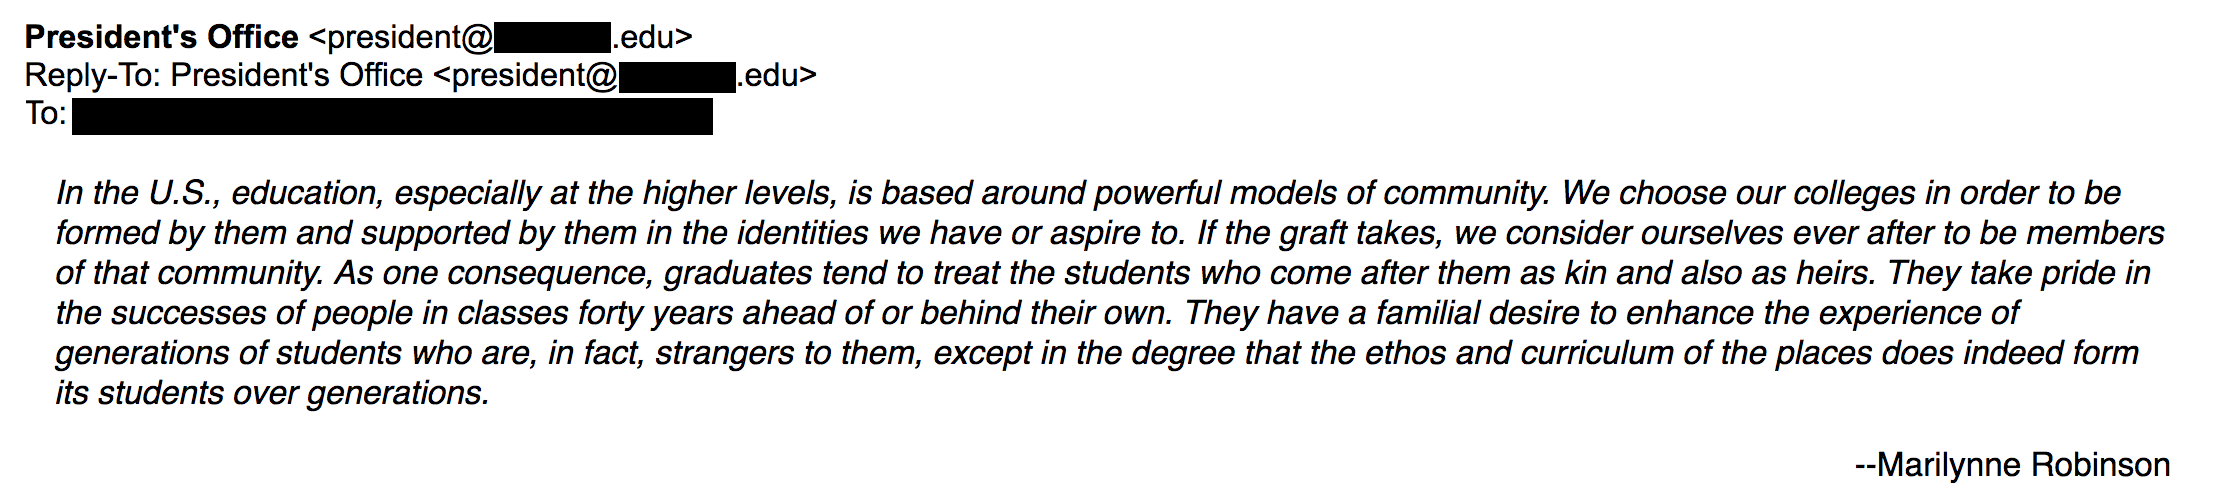 President's Office <president@.edu>
Reply-To: President's Office <president@.edu>
To:
In the U.S., education, especially at the higher levels, is based around powerful models of community. We choose our colleges in order to be
formed by them and supported by them in the identities we have or aspire to. If the graft takes, we consider ourselves ever after to be members
of that community. As one consequence, graduates tend to treat the students who come after them as kin and also as heirs. They take pride in
the successes of people in classes forty years ahead of or behind their own. They have a familial desire to enhance the experience of
generations of students who are, in fact, strangers to them, except in the degree that the ethos and curriculum of the places does indeed form
its students over generations.
--Marilynne Robinson